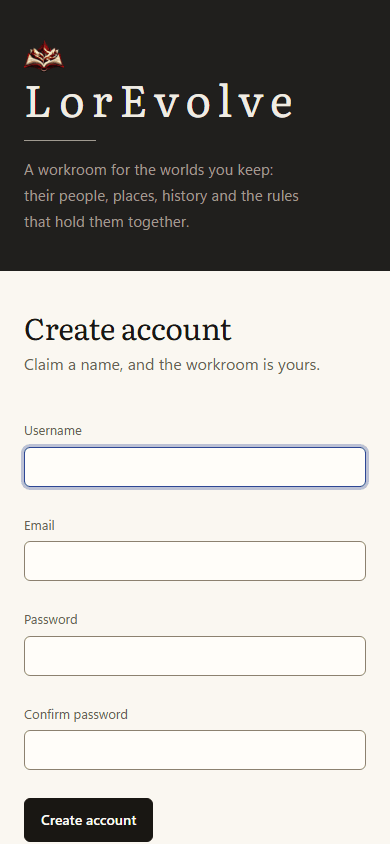 LorEvolve
A workroom for the worlds you keep:
their people, places, history and the rules
that hold them together.
Create account
Claim a name, and the workroom is yours.
Username
Email
Password
Confirm password
Create account